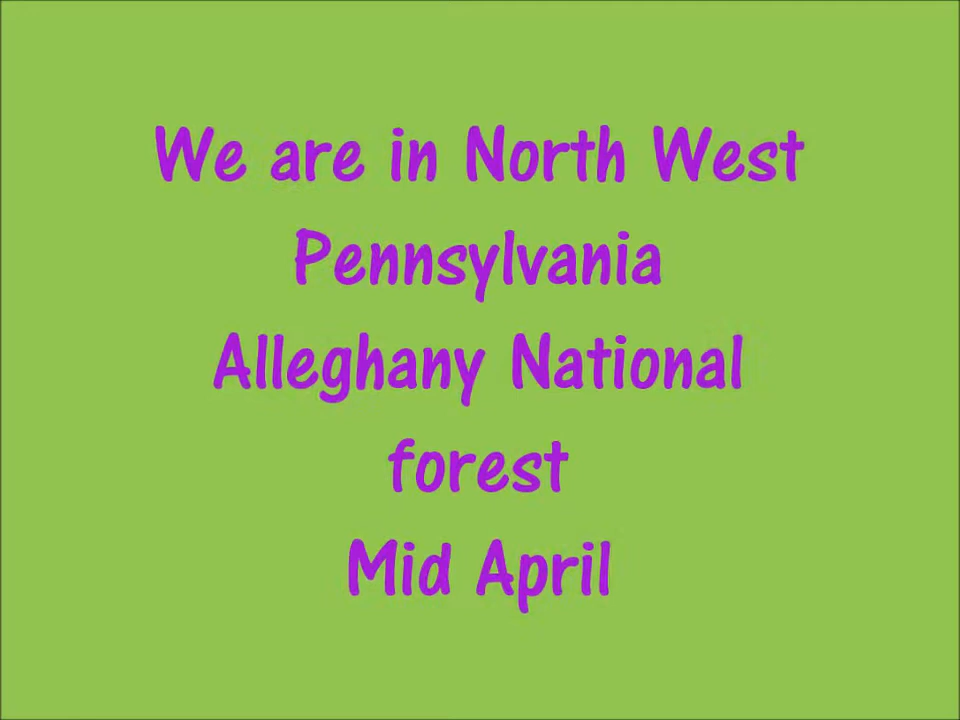 We are in North West
Pennsylvania
Alleghany National
forest
Mid April